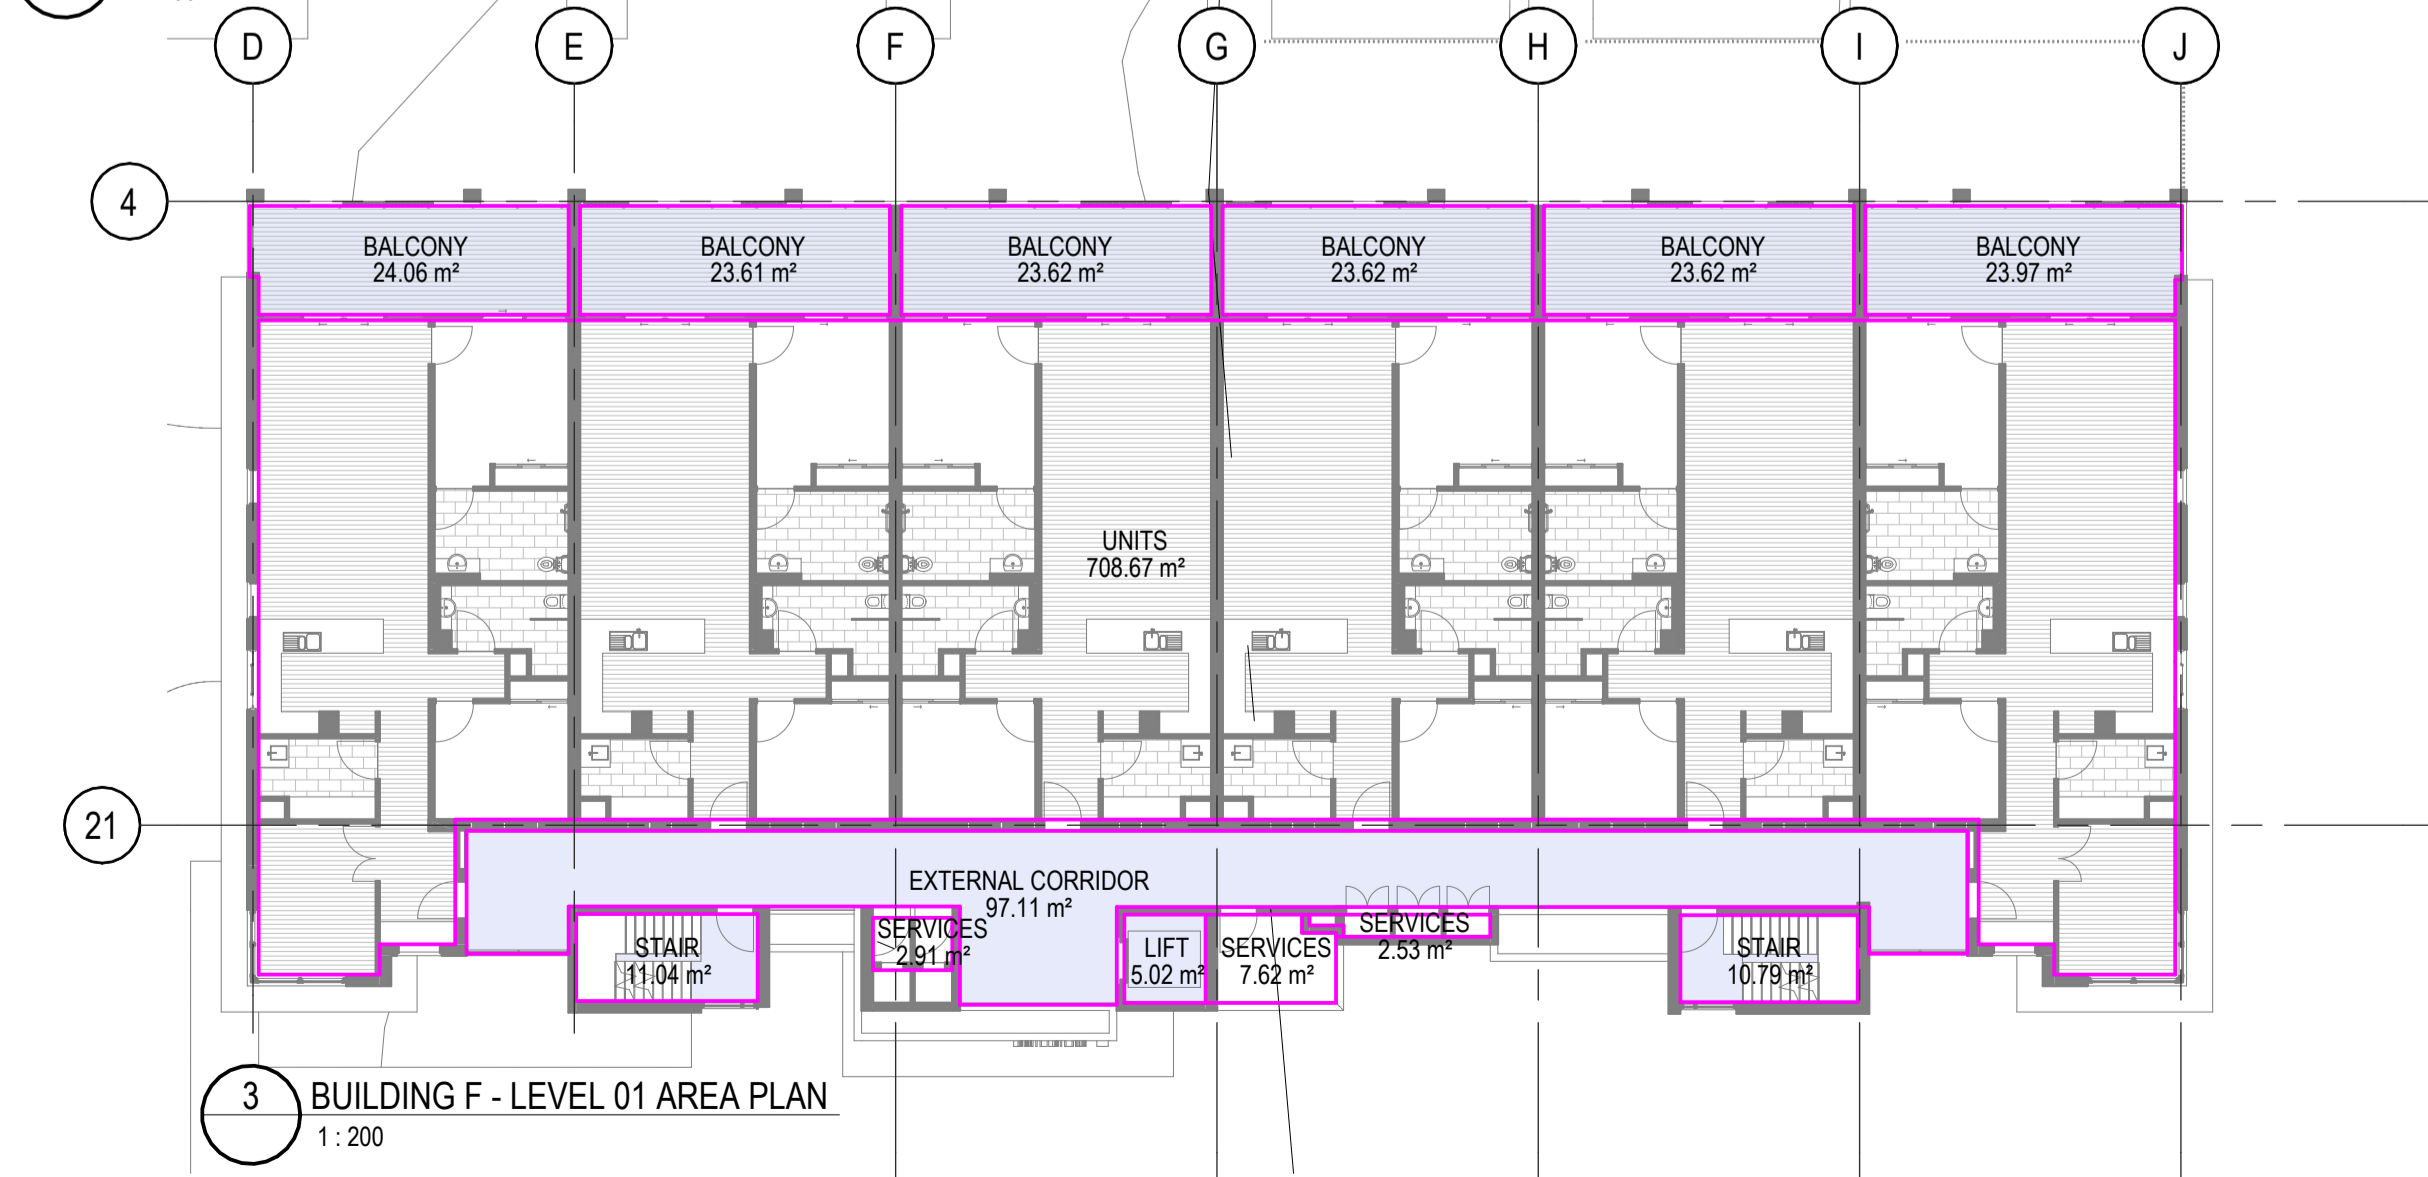 D E F G H I J
4
BALCONY
24.06 m²
BALCONY
23.61 m²
BALCONY
23.62 m²
BALCONY
23.62 m²
BALCONY
23.62 m²
BALCONY
23.97 m²
UNITS
708.67 m²
21
EXTERNAL CORRIDOR
97.11 m²
STAIR
11.04 m²
SERVICES
2.91 m²
LIFT
5.02 m²
SERVICES
7.62 m²
SERVICES
2.53 m²
STAIR
10.79 m²
3 BUILDING F - LEVEL 01 AREA PLAN
1 : 200